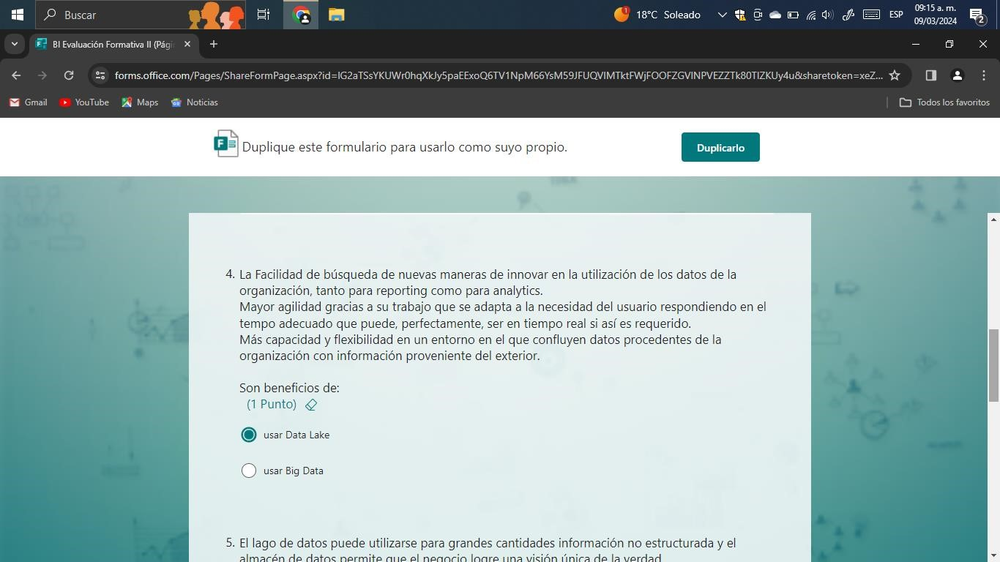 Buscar
18°C Soleado
1
ESP
09:15 a. m.
09/03/2024
2
BI Evaluación Formativa II (Pági
forms.office.com/Pages/ShareFormPage.aspx?id=IG2aTSsYKUWr0hqXkJy5paEExoQ6TV1NpM66YsM59JFUQVlMTktFWjFOOFZGVlNPVEZZTk80TlZKUy4u&sharetoken=xeZ...
Gmail
YouTube
Maps
Noticias
Todos los favoritos
Duplique este formulario para usarlo como suyo propio.
Duplicarlo
4. La Facilidad de búsqueda de nuevas maneras de innovar en la utilización de los datos de la
organización, tanto para reporting como para analytics.
Mayor agilidad gracias a su trabajo que se adapta a la necesidad del usuario respondiendo en el
tempo adecuado que puede, perfectamente, ser en tiempo real si así es requerido.
Más capacidad y flexibilidad en un entorno en el que confluyen datos procedentes de la
organización con información proveniente del exterior.
Son beneficios de:
(1 Punto)
usar Data Lake
usar Big Data
5. El lago de datos puede utilizarse para grandes cantidades información no estructurada y el
almacén de datos permite que el negocio logre una visión única de la verdad